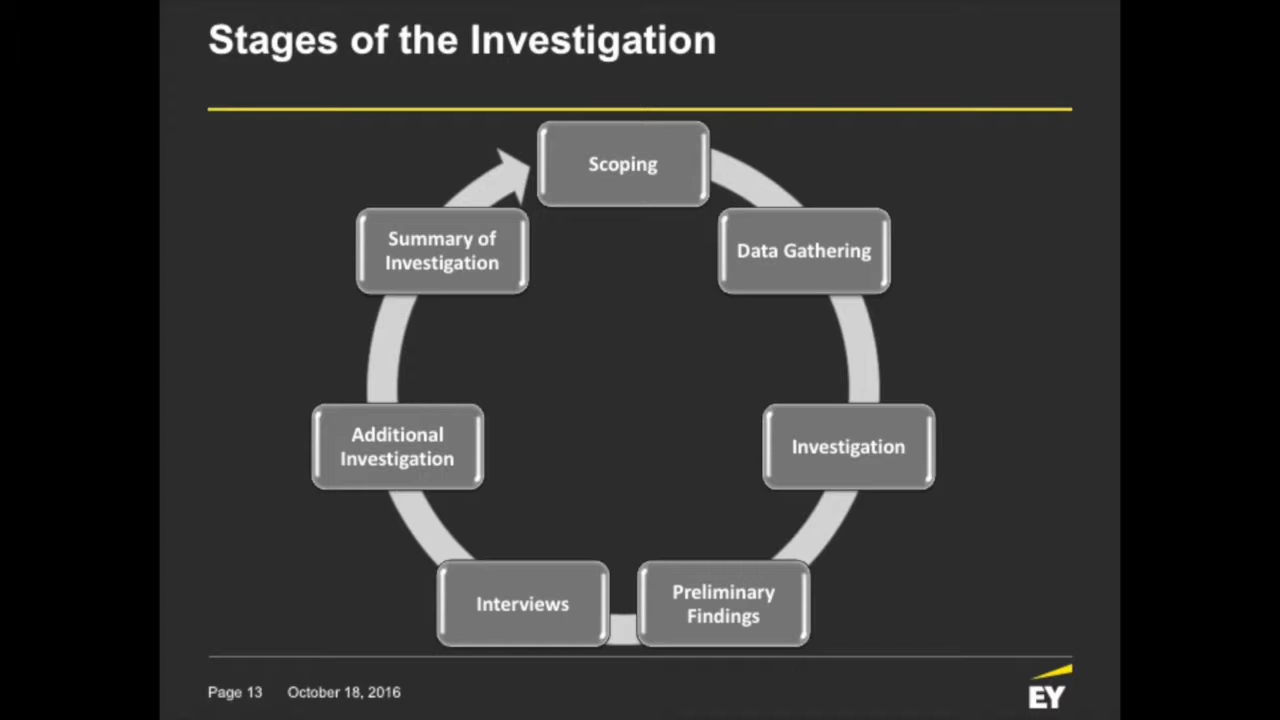 Stages of the Investigation
Scoping
Data Gathering
Investigation
Preliminary
Findings
Interviews
Additional
Investigation
Summary of
Investigation
Page 13 October 18, 2016
EY